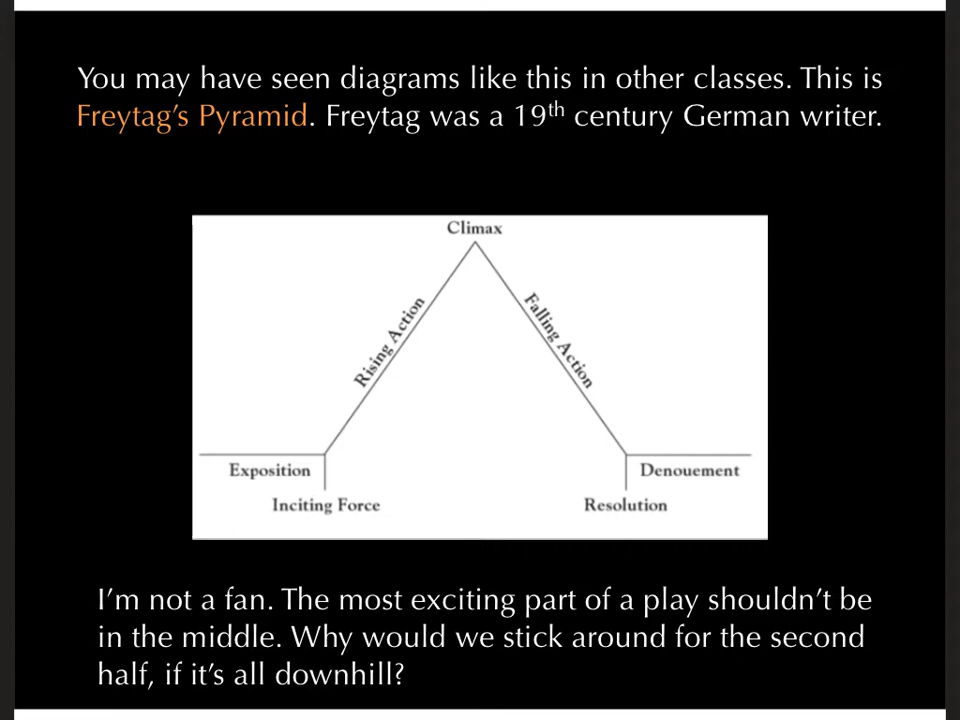 You may have seen diagrams like this in other classes. This is
Freytag’s Pyramid. Freytag was a 19th century German writer.
Climax
Rising Action
Falling Action
Exposition
Denouement
Inciting Force
Resolution
I’m not a fan. The most exciting part of a play shouldn’t be
in the middle. Why would we stick around for the second
half, if it’s all downhill?